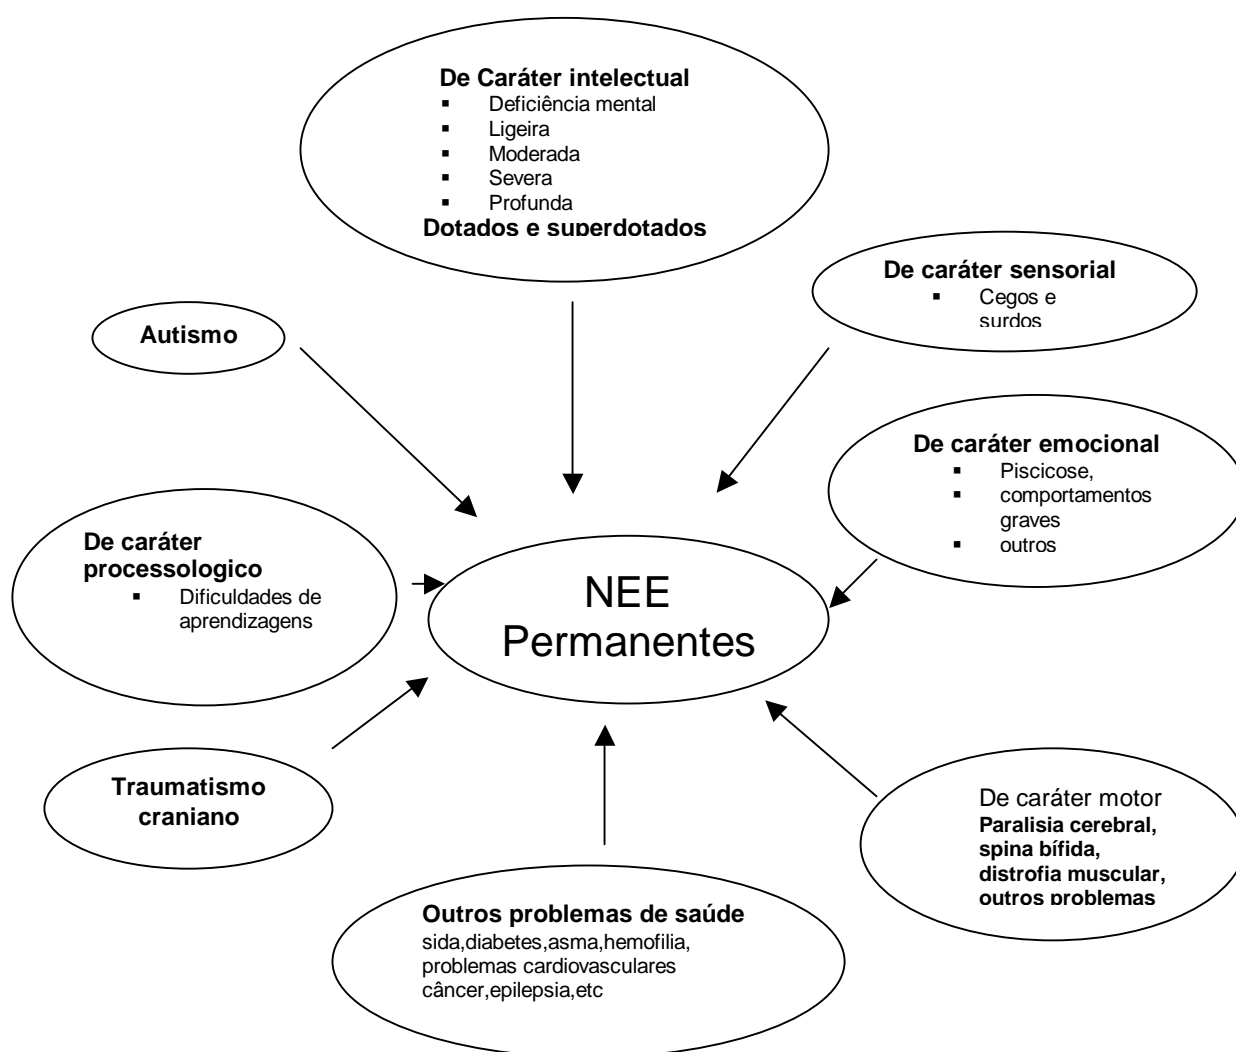 De Caráter intelectual
▪ Deficiência mental
▪ Ligeira
▪ Moderada
▪ Severa
▪ Profunda
Dotados e superdotados
De caráter sensorial
▪ Cegos e
surdos
Autismo
De caráter emocional
▪ Piscicose,
▪ comportamentos
graves
▪ outros
De caráter
processologico
▪ Dificuldades de
aprendizagens
NEE
Permanentes
Traumatismo
craniano
De caráter motor
Paralisia cerebral,
spina bífida,
distrofia muscular,
outros problemas
Outros problemas de saúde
sida,diabetes,asma,hemofilia,
problemas cardiovasculares
câncer,epilepsia,etc